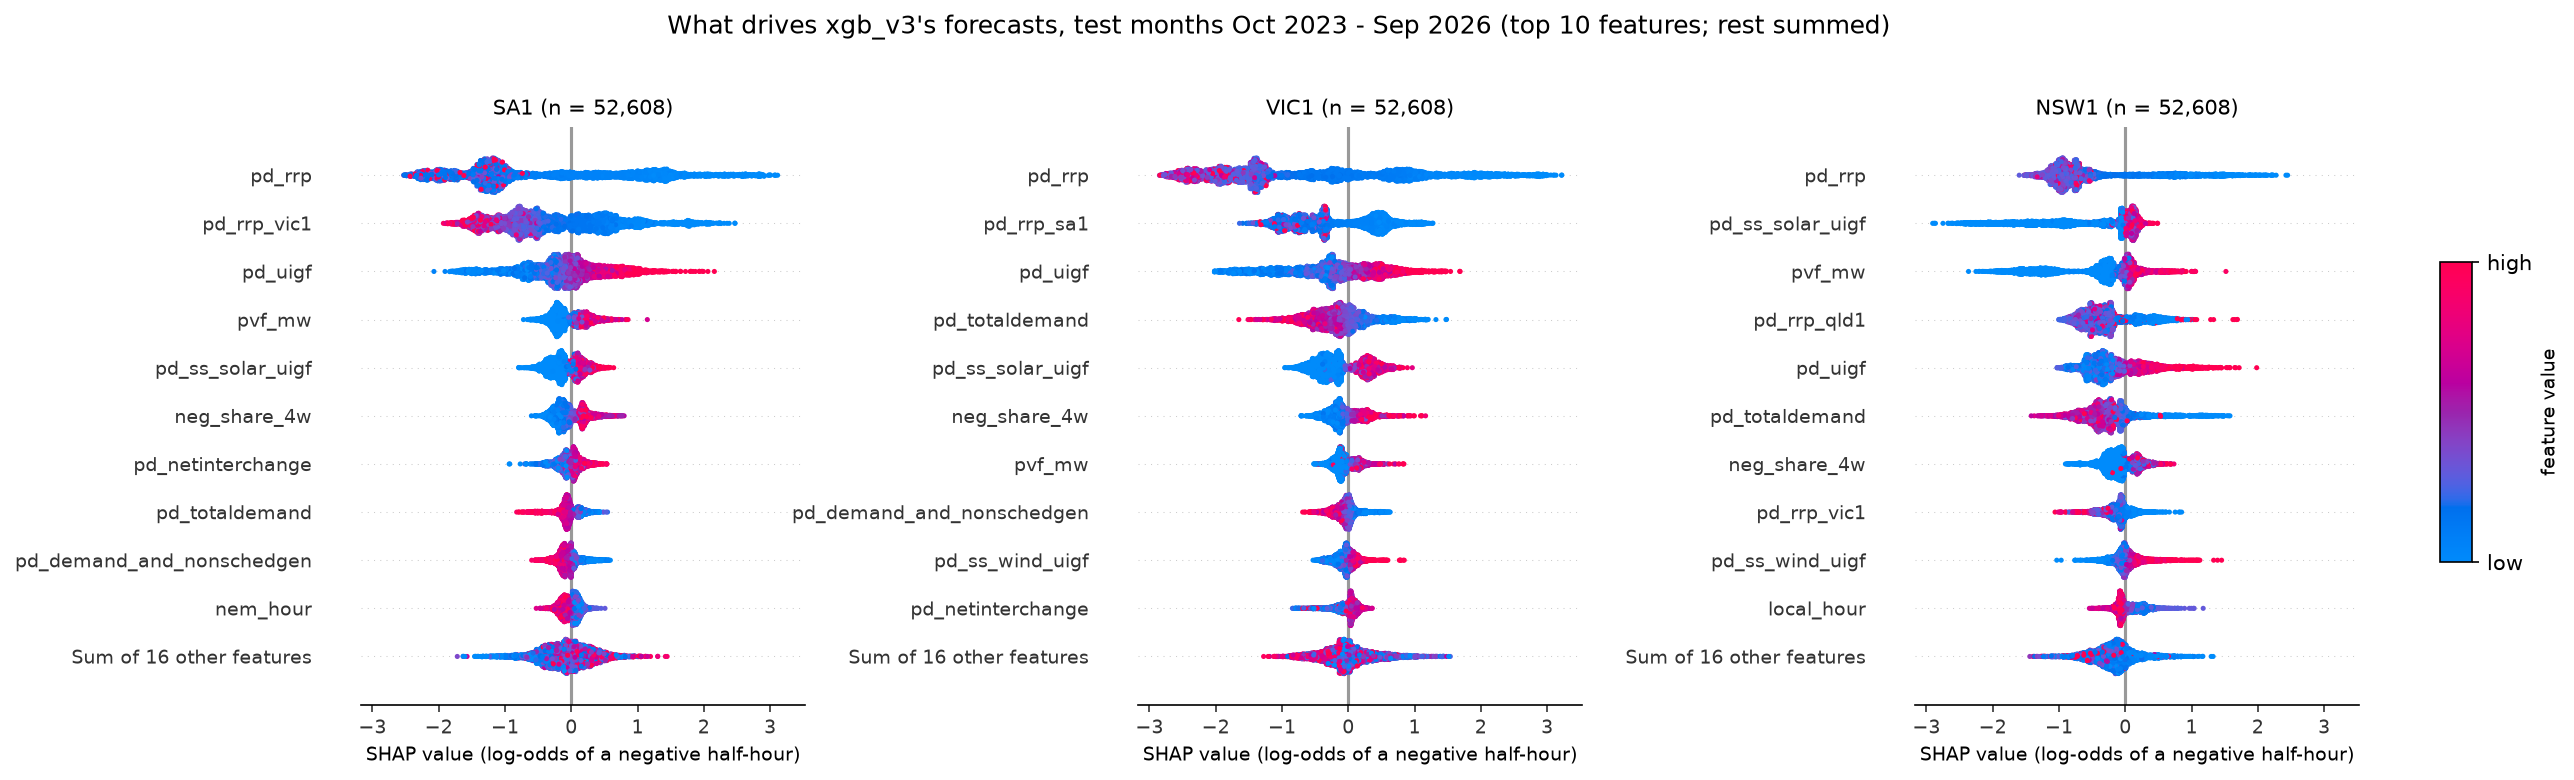 What drives xgb_v3's forecasts, test months Oct 2023 - Sep 2026 (top 10 features; rest summed)
SA1 (n = 52,608)
pd_rrp
pd_rrp_vic1
pd_uigf
pvf_mw
pd_ss_solar_uigf
neg_share_4w
pd_netinterchange
pd_totaldemand
pd_demand_and_nonschedgen
nem_hour
Sum of 16 other features
−3 −2 −1 0 1 2 3
SHAP value (log-odds of a negative half-hour)
VIC1 (n = 52,608)
pd_rrp
pd_rrp_sa1
pd_uigf
pd_totaldemand
pd_ss_solar_uigf
neg_share_4w
pvf_mw
pd_demand_and_nonschedgen
pd_ss_wind_uigf
pd_netinterchange
Sum of 16 other features
−3 −2 −1 0 1 2 3
SHAP value (log-odds of a negative half-hour)
NSW1 (n = 52,608)
pd_rrp
pd_ss_solar_uigf
pvf_mw
pd_rrp_qld1
pd_uigf
pd_totaldemand
neg_share_4w
pd_rrp_vic1
pd_ss_wind_uigf
local_hour
Sum of 16 other features
−3 −2 −1 0 1 2 3
SHAP value (log-odds of a negative half-hour)
high
low
feature value